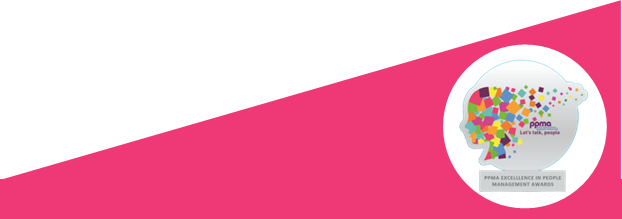 ppma
Let's talk, people
PPMA EXCELLENCE IN PEOPLE
MANAGEMENT AWARDS